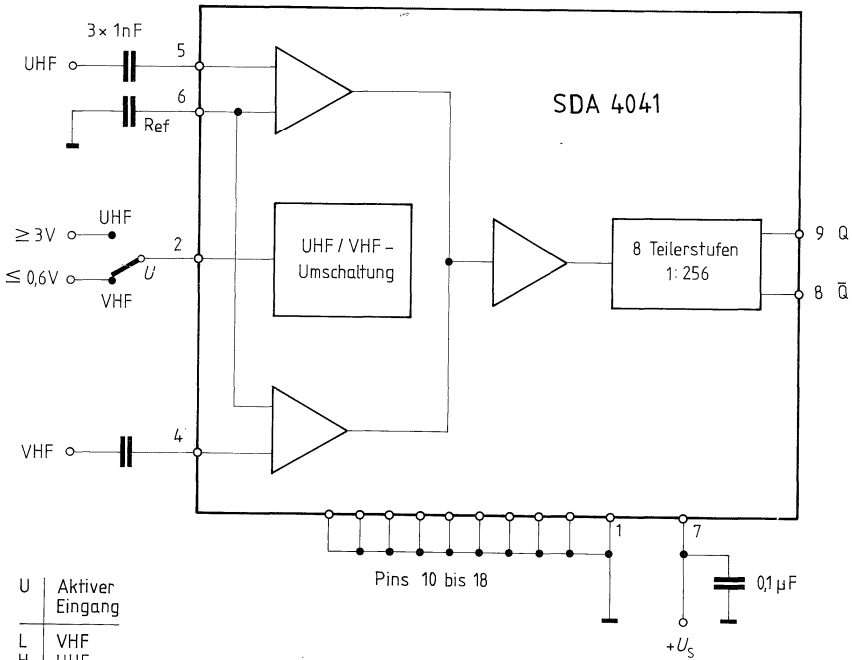 3× 1nF
UHF
5
6
Ref
SDA 4041
UHF
≥ 3V
2
U
≤ 0,6V
VHF
UHF / VHF –
Umschaltung
8 Teilerstufen
1: 256
9 Q
8 Q̅
VHF
4
1
7
Pins 10 bis 18
0,1 µF
+U_S
U Aktiver
Eingang
L VHF
H UHF